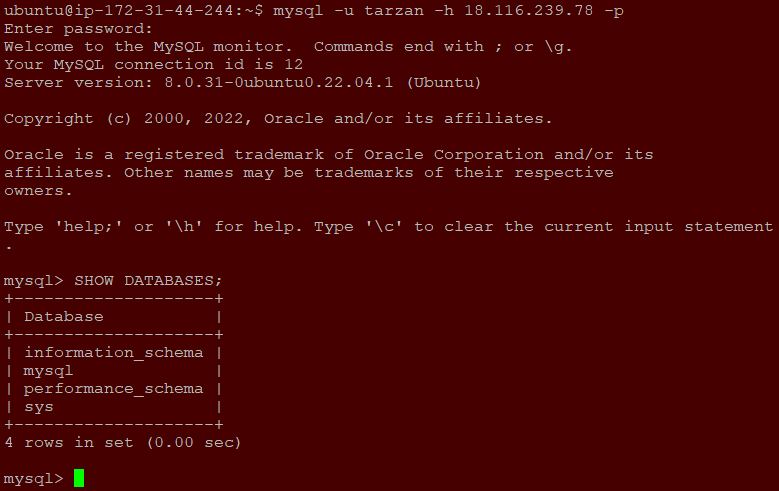 ubuntu@ip-172-31-44-244:~$ mysql -u tarzan -h 18.116.239.78 -p
Enter password:
Welcome to the MySQL monitor.  Commands end with ; or \g.
Your MySQL connection id is 12
Server version: 8.0.31-0ubuntu0.22.04.1 (Ubuntu)
Copyright (c) 2000, 2022, Oracle and/or its affiliates.
Oracle is a registered trademark of Oracle Corporation and/or its
affiliates. Other names may be trademarks of their respective
owners.
Type 'help;' or '\h' for help. Type '\c' to clear the current input statement
.
mysql> SHOW DATABASES;
+--------------------+
| Database           |
+--------------------+
| information_schema |
| mysql              |
| performance_schema |
| sys                |
+--------------------+
4 rows in set (0.00 sec)
mysql>